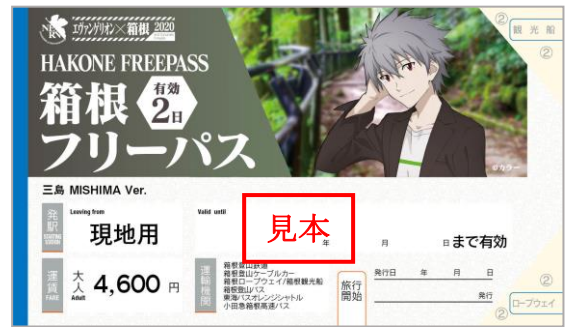 エヴァンゲリオン×箱根 2020
HAKONE FREEPASS
箱根 有効2日
フリーパス
©カラー
② 観光船
②
三島 MISHIMA Ver.
発駅 Leaving from
現地用
Valid until
見本
年 月 日まで有効
運賃 FARE
大人 Adult 4,600 円
運輸機関
箱根登山鉄道
箱根登山ケーブルカー
箱根ロープウェイ/箱根観光船
箱根登山バス
東海バスオレンジシャトル
小田急箱根高速バス
旅行開始
発行日 年 月 日
発行
②
ロープウェイ
②